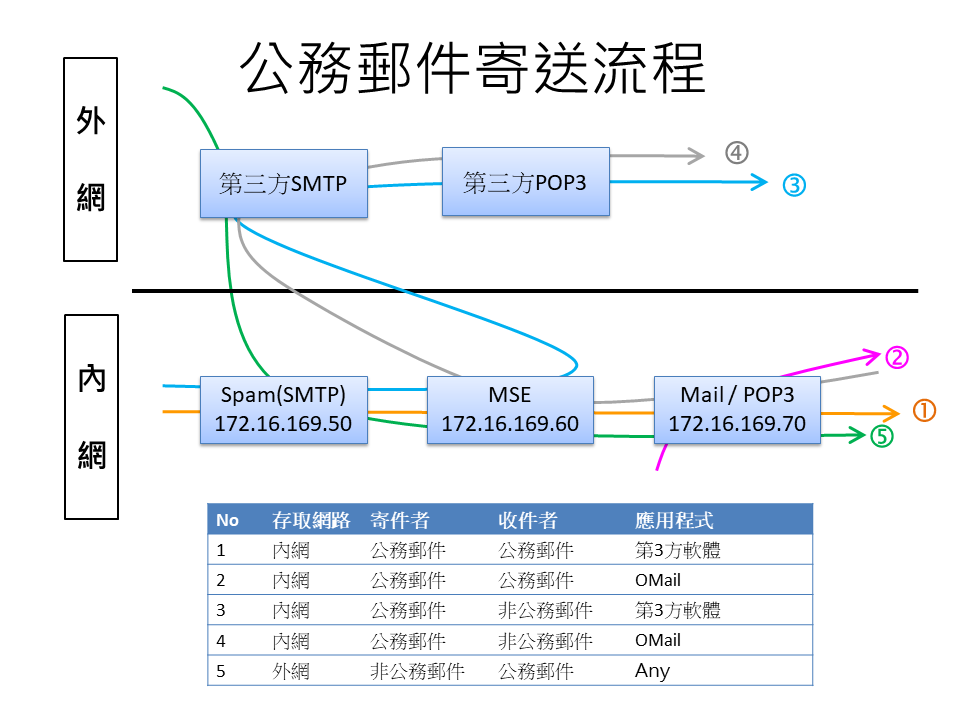 公務郵件寄送流程
外
網
第三方SMTP
第三方POP3
④
③
內
網
Spam(SMTP)
172.16.169.50
MSE
172.16.169.60
Mail / POP3
172.16.169.70
②
①
⑤
No 存取網路 寄件者 收件者 應用程式
1 內網 公務郵件 公務郵件 第3方軟體
2 內網 公務郵件 公務郵件 OMail
3 內網 公務郵件 非公務郵件 第3方軟體
4 內網 公務郵件 非公務郵件 OMail
5 外網 非公務郵件 公務郵件 Any